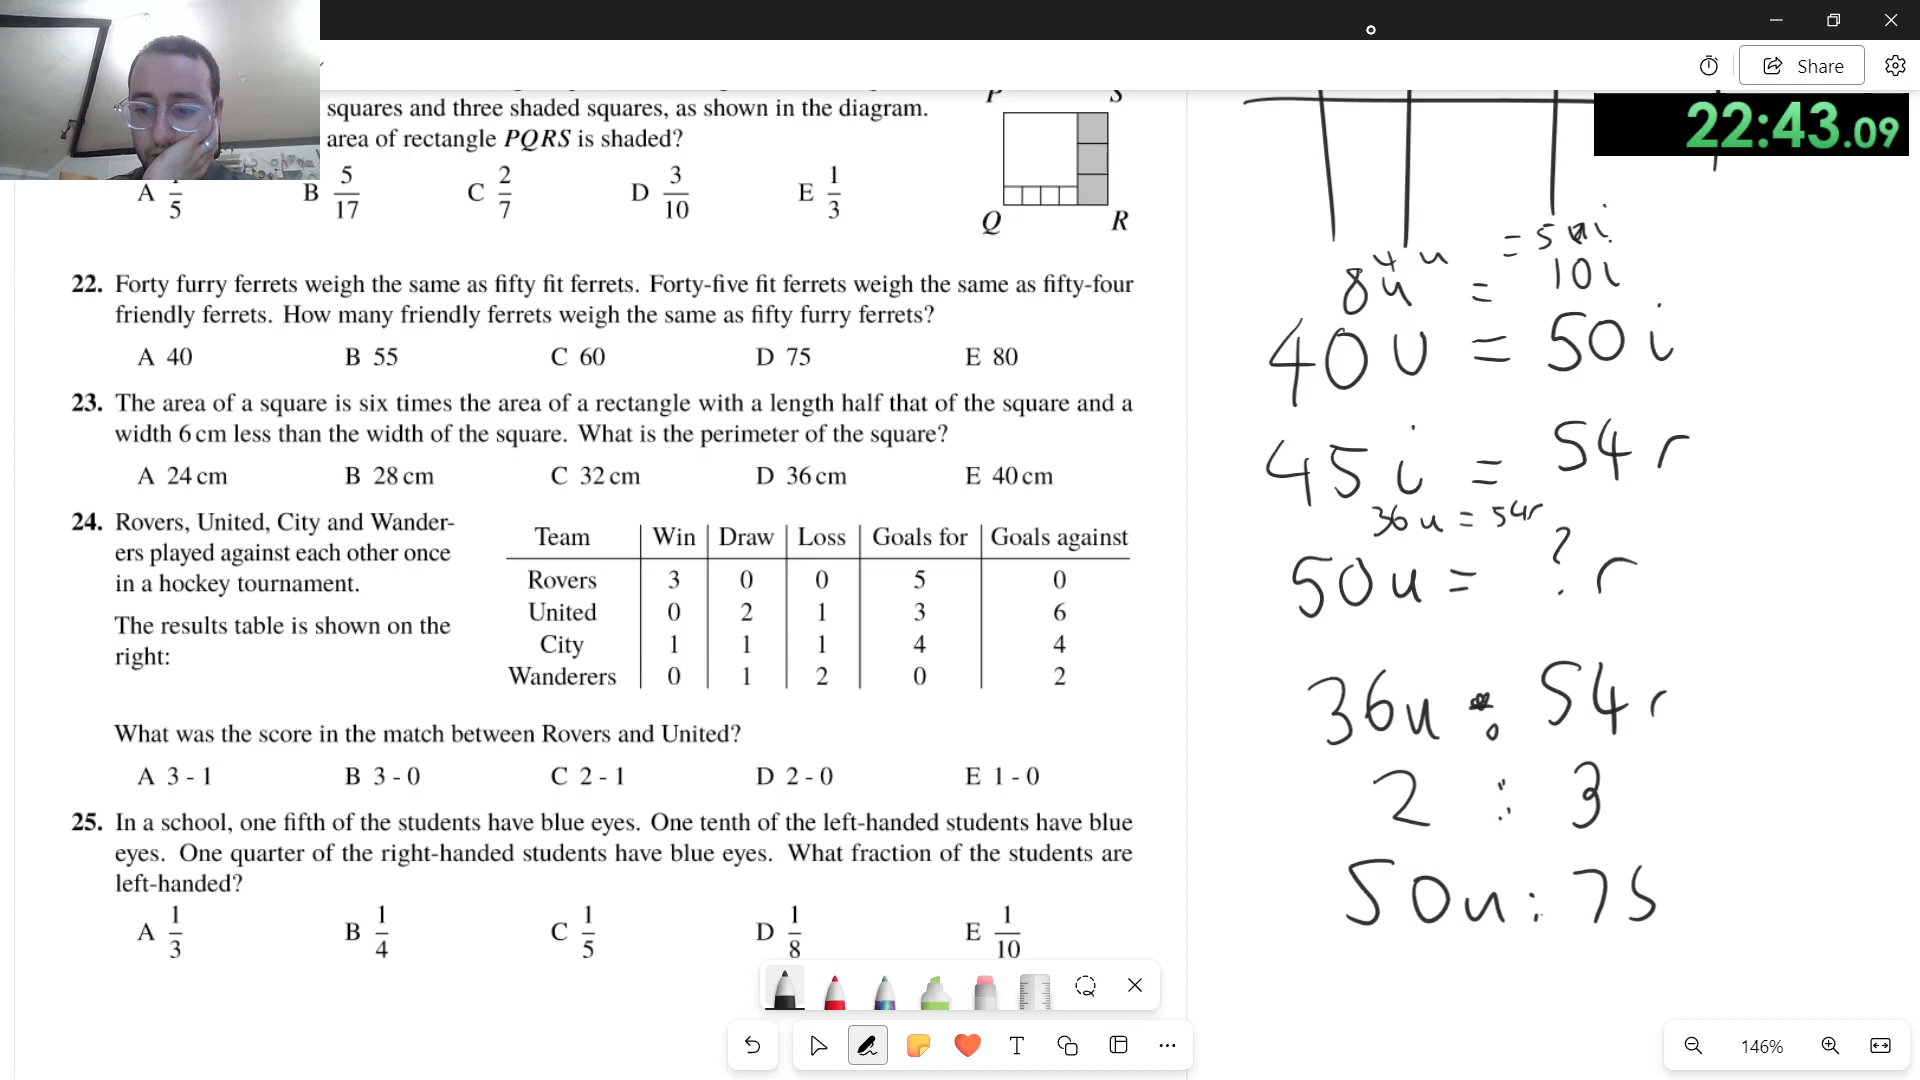 Share
22:43.09
squares and three shaded squares, as shown in the diagram.
area of rectangle PQRS is shaded?
P S
Q R
A 1/5 B 5/17 C 2/7 D 3/10 E 1/3
22. Forty furry ferrets weigh the same as fifty fit ferrets. Forty-five fit ferrets weigh the same as fifty-four
friendly ferrets. How many friendly ferrets weigh the same as fifty furry ferrets?
A 40 B 55 C 60 D 75 E 80
23. The area of a square is six times the area of a rectangle with a length half that of the square and a
width 6 cm less than the width of the square. What is the perimeter of the square?
A 24 cm B 28 cm C 32 cm D 36 cm E 40 cm
24. Rovers, United, City and Wander-
ers played against each other once
in a hockey tournament.
The results table is shown on the
right:
Team Win Draw Loss Goals for Goals against
Rovers 3 0 0 5 0
United 0 2 1 3 6
City 1 1 1 4 4
Wanderers 0 1 2 0 2
What was the score in the match between Rovers and United?
A 3 - 1 B 3 - 0 C 2 - 1 D 2 - 0 E 1 - 0
25. In a school, one fifth of the students have blue eyes. One tenth of the left-handed students have blue
eyes. One quarter of the right-handed students have blue eyes. What fraction of the students are
left-handed?
A 1/3 B 1/4 C 1/5 D 1/8 E 1/10
4u = 5i
8u = 10i
40u = 50i
45i = 54r
36u = 54r
50u = ?r
36u : 54r
2 : 3
50u : 75
146%